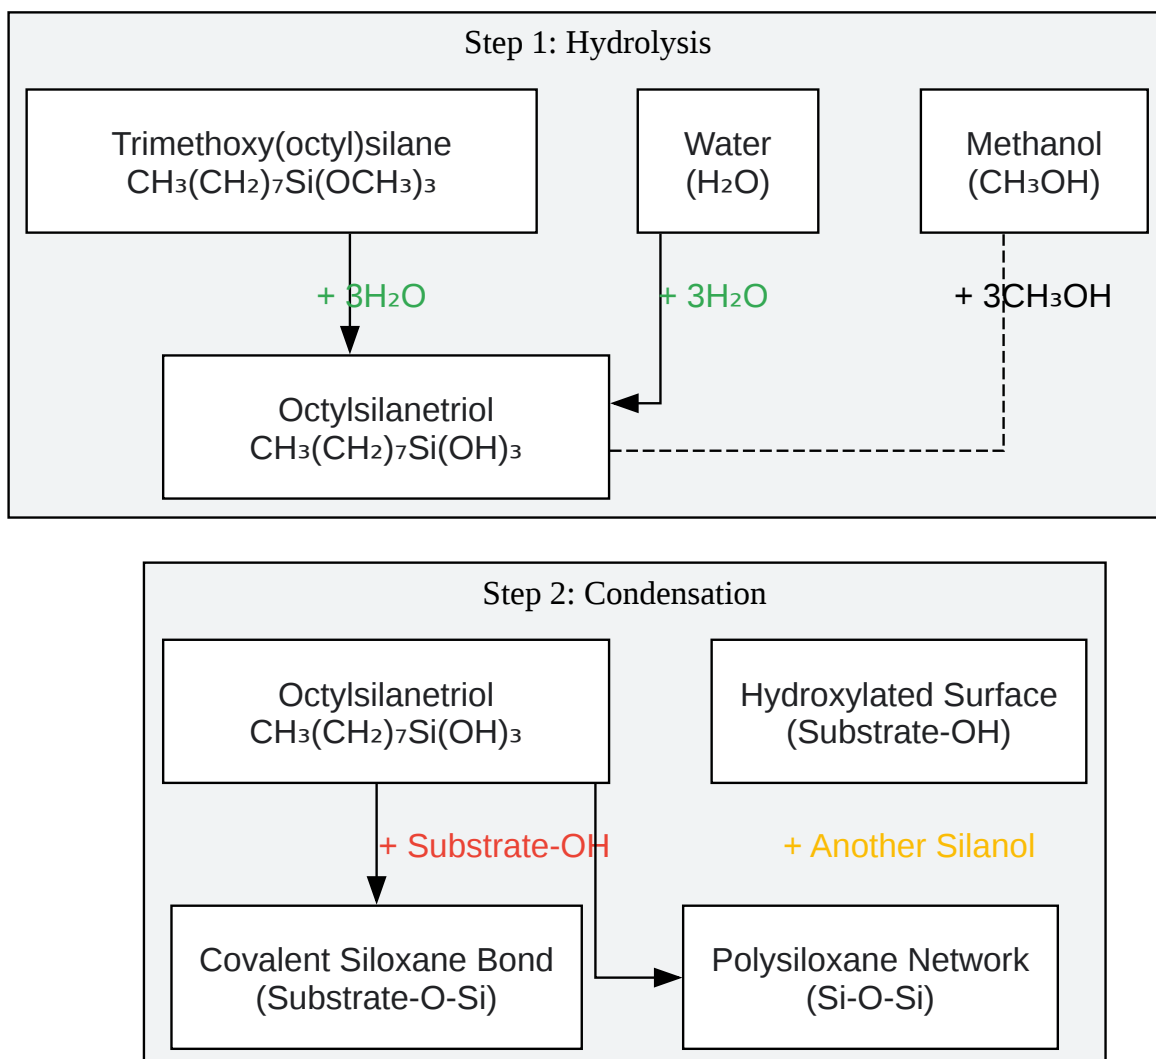 Step 1: Hydrolysis
Trimethoxy(octyl)silane
CH₃(CH₂)₇Si(OCH₃)₃
Water
(H₂O)
Methanol
(CH₃OH)
+ 3H₂O
+ 3H₂O
+ 3CH₃OH
Octylsilanetriol
CH₃(CH₂)₇Si(OH)₃
Step 2: Condensation
Octylsilanetriol
CH₃(CH₂)₇Si(OH)₃
Hydroxylated Surface
(Substrate-OH)
+ Substrate-OH
+ Another Silanol
Covalent Siloxane Bond
(Substrate-O-Si)
Polysiloxane Network
(Si-O-Si)